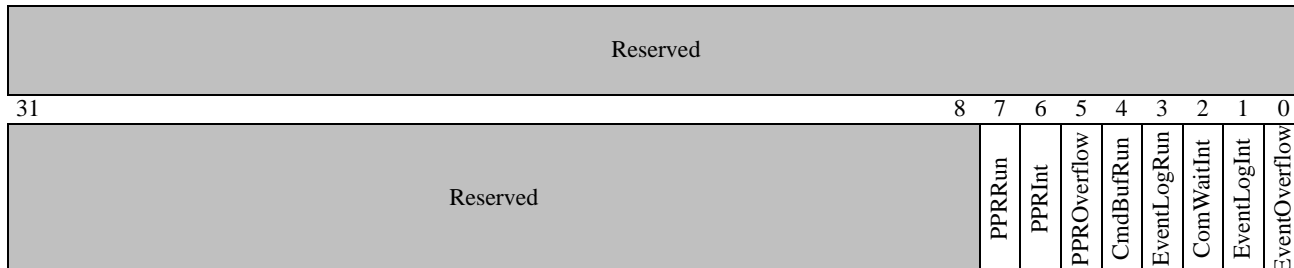 Reserved
31 8 7 6 5 4 3 2 1 0
Reserved
PPRRun
PPRInt
PPROverflow
CmdBufRun
EventLogRun
ComWaitInt
EventLogInt
EventOverflow